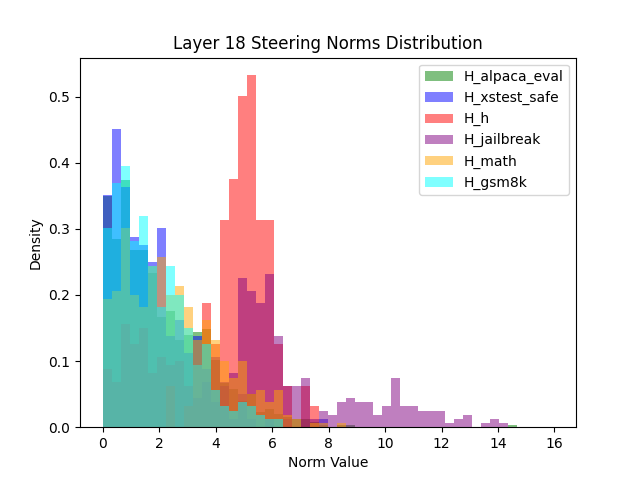 Layer 18 Steering Norms Distribution
H_alpaca_eval
H_xstest_safe
H_h
H_jailbreak
H_math
H_gsm8k
Density
0.5
0.4
0.3
0.2
0.1
0.0
0 2 4 6 8 10 12 14 16
Norm Value